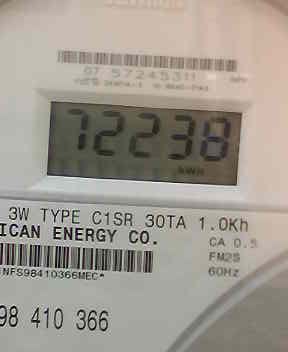 07 57245311
72238
kWH
3W TYPE C1SR 30TA 1.0Kh
ICAN ENERGY CO.
CA 0.5
FM2S
NFS98410366MEC*
60Hz
98 410 366